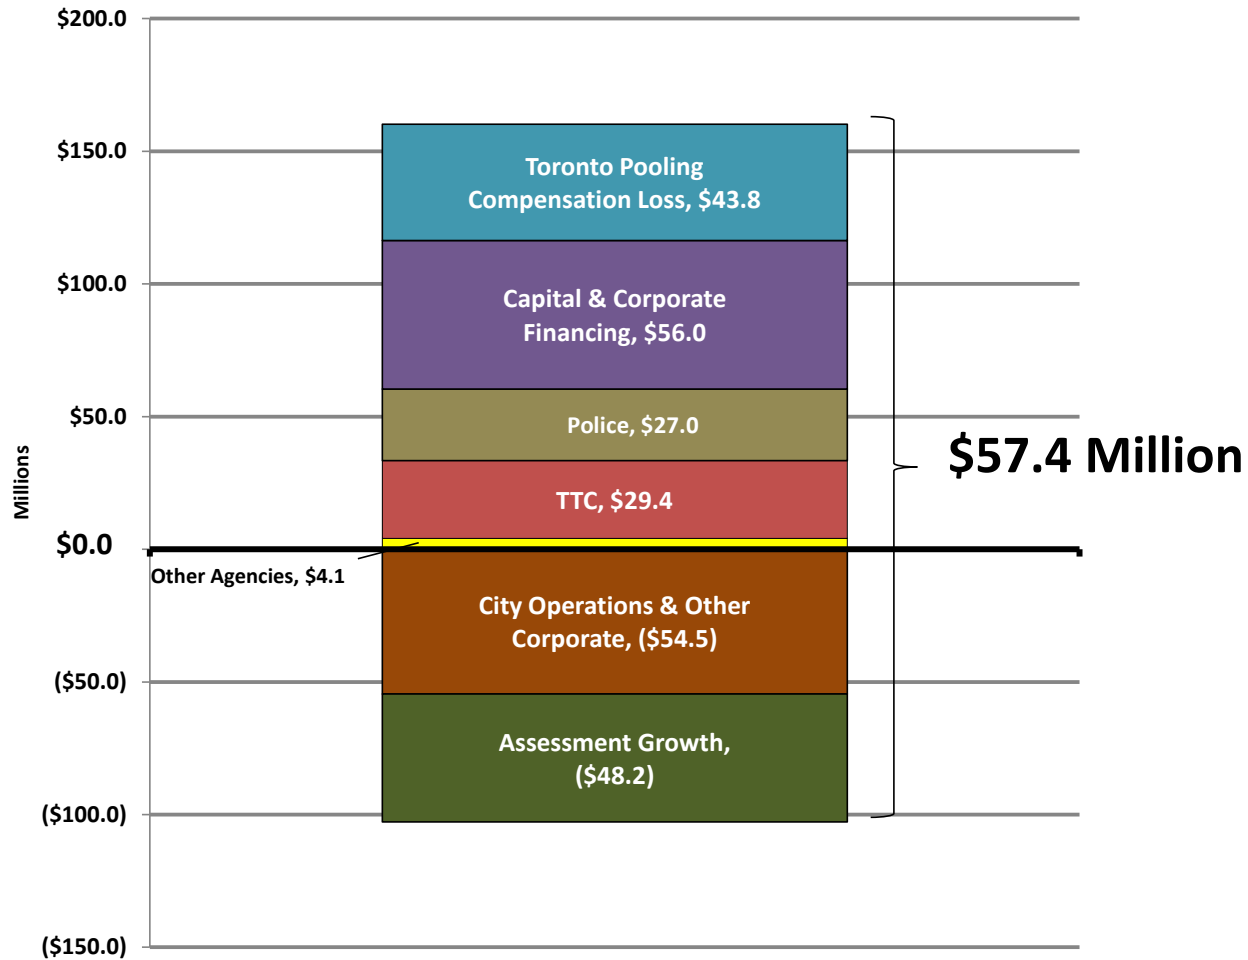 $200.0
$150.0
$100.0
$50.0
$0.0
($50.0)
($100.0)
($150.0)
Millions
Toronto Pooling
Compensation Loss, $43.8
Capital & Corporate
Financing, $56.0
Police, $27.0
TTC, $29.4
Other Agencies, $4.1
City Operations & Other
Corporate, ($54.5)
Assessment Growth,
($48.2)
$57.4 Million